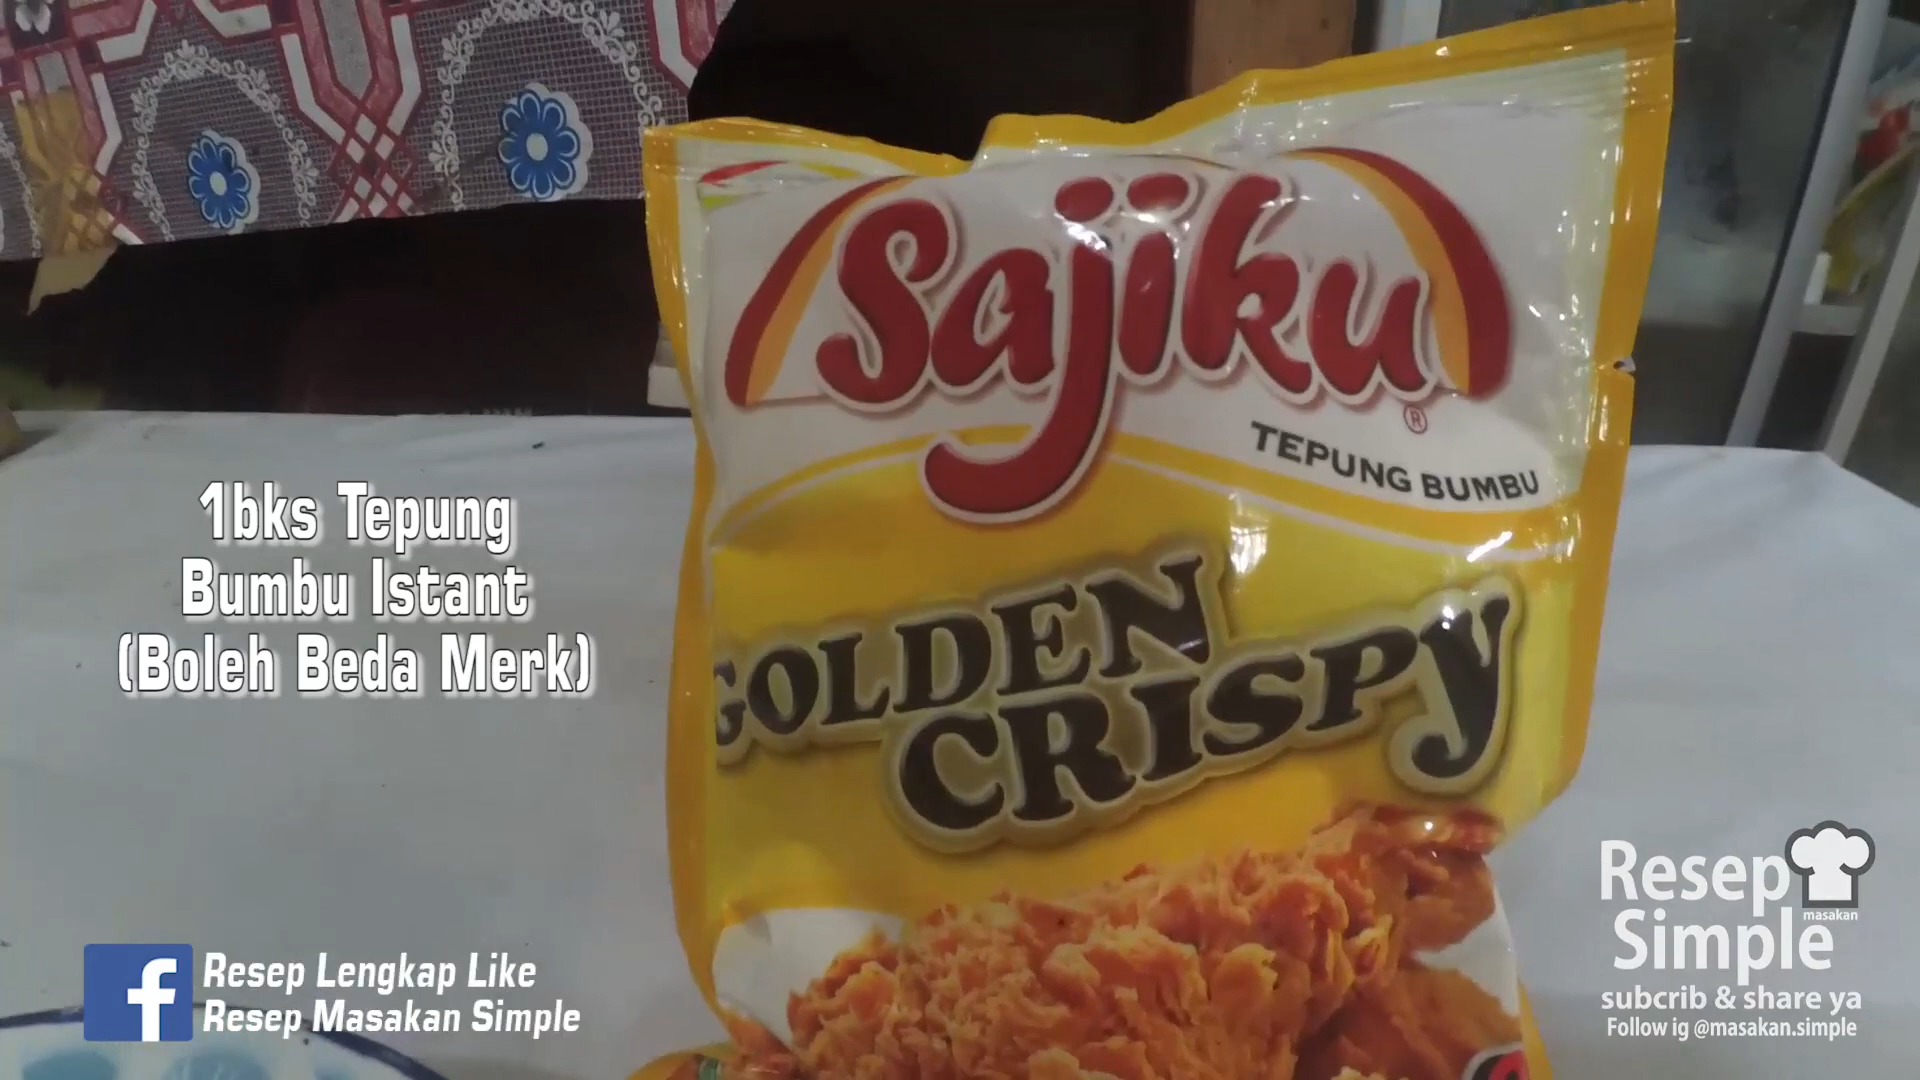 Sajiku
®
TEPUNG BUMBU
GOLDEN
CRISPY
1bks Tepung
Bumbu Istant
(Boleh Beda Merk)
f
Resep Lengkap Like
Resep Masakan Simple
Resep
masakan
Simple
subcrib & share ya
Follow ig @masakan.simple